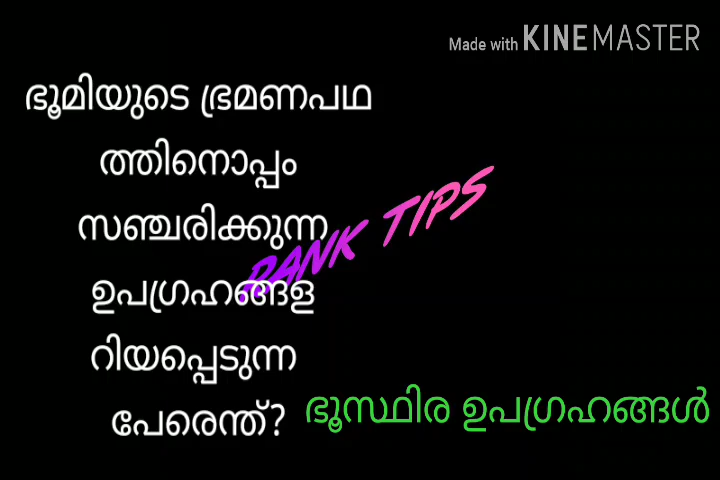 Made with KINEMASTER
ഭൂമിയുടെ ഭ്രമണപഥ
ത്തിനൊപ്പം
സഞ്ചരിക്കുന്ന
RANK TIPS
ഉപഗ്രഹങ്ങള
റിയപ്പെടുന്ന
പേരെന്ത്?
ഭൂസ്ഥിര ഉപഗ്രഹങ്ങൾ